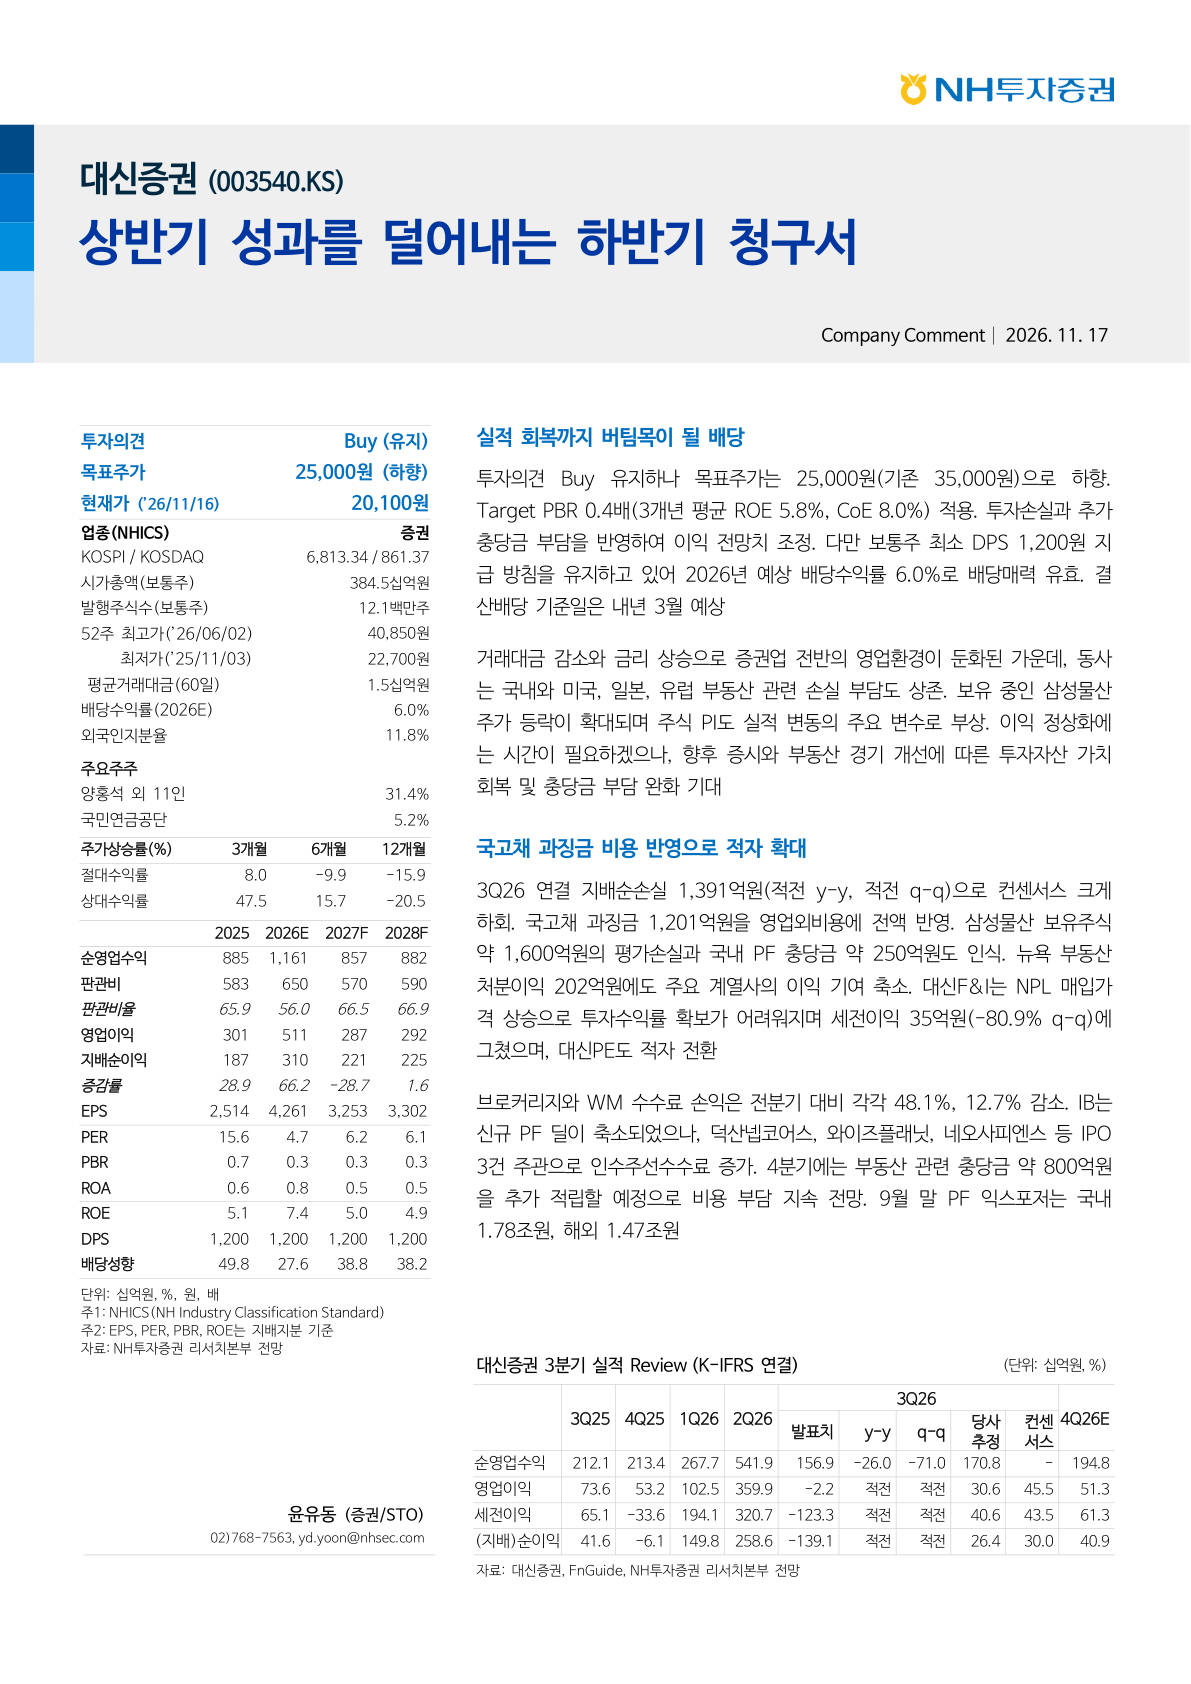 NH투자증권
대신증권 (003540.KS)
상반기 성과를 덜어내는 하반기 청구서
Company Comment | 2026. 11. 17
투자의견 Buy (유지)
목표주가 25,000원 (하향)
현재가 ('26/11/16) 20,100원
업종(NHICS) 증권
KOSPI / KOSDAQ 6,813.34 / 861.37
시가총액(보통주) 384.5십억원
발행주식수(보통주) 12.1백만주
52주 최고가('26/06/02) 40,850원
최저가('25/11/03) 22,700원
평균거래대금(60일) 1.5십억원
배당수익률(2026E) 6.0%
외국인지분율 11.8%
주요주주
양홍석 외 11인 31.4%
국민연금공단 5.2%
주가상승률(%) 3개월 6개월 12개월
절대수익률 8.0 -9.9 -15.9
상대수익률 47.5 15.7 -20.5
2025 2026E 2027F 2028F
순영업수익 885 1,161 857 882
판관비 583 650 570 590
판관비율 65.9 56.0 66.5 66.9
영업이익 301 511 287 292
지배순이익 187 310 221 225
증감률 28.9 66.2 -28.7 1.6
EPS 2,514 4,261 3,253 3,302
PER 15.6 4.7 6.2 6.1
PBR 0.7 0.3 0.3 0.3
ROA 0.6 0.8 0.5 0.5
ROE 5.1 7.4 5.0 4.9
DPS 1,200 1,200 1,200 1,200
배당성향 49.8 27.6 38.8 38.2
단위: 십억원, %, 원, 배
주1: NHICS(NH Industry Classification Standard)
주2: EPS, PER, PBR, ROE는 지배지분 기준
자료: NH투자증권 리서치본부 전망
윤유동 (증권/STO)
02)768-7563, yd.yoon@nhsec.com
실적 회복까지 버팀목이 될 배당
투자의견 Buy 유지하나 목표주가는 25,000원(기존 35,000원)으로 하향.
Target PBR 0.4배(3개년 평균 ROE 5.8%, CoE 8.0%) 적용. 투자손실과 추가
충당금 부담을 반영하여 이익 전망치 조정. 다만 보통주 최소 DPS 1,200원 지
급 방침을 유지하고 있어 2026년 예상 배당수익률 6.0%로 배당매력 유효. 결
산배당 기준일은 내년 3월 예상
거래대금 감소와 금리 상승으로 증권업 전반의 영업환경이 둔화된 가운데, 동사
는 국내와 미국, 일본, 유럽 부동산 관련 손실 부담도 상존. 보유 중인 삼성물산
주가 등락이 확대되며 주식 PI도 실적 변동의 주요 변수로 부상. 이익 정상화에
는 시간이 필요하겠으나, 향후 증시와 부동산 경기 개선에 따른 투자자산 가치
회복 및 충당금 부담 완화 기대
국고채 과징금 비용 반영으로 적자 확대
3Q26 연결 지배순손실 1,391억원(적전 y-y, 적전 q-q)으로 컨센서스 크게
하회. 국고채 과징금 1,201억원을 영업외비용에 전액 반영. 삼성물산 보유주식
약 1,600억원의 평가손실과 국내 PF 충당금 약 250억원도 인식. 뉴욕 부동산
처분이익 202억원에도 주요 계열사의 이익 기여 축소. 대신F&I는 NPL 매입가
격 상승으로 투자수익률 확보가 어려워지며 세전이익 35억원(-80.9% q-q)에
그쳤으며, 대신PE도 적자 전환
브로커리지와 WM 수수료 손익은 전분기 대비 각각 48.1%, 12.7% 감소. IB는
신규 PF 딜이 축소되었으나, 덕산넵코어스, 와이즈플래닛, 네오사피엔스 등 IPO
3건 주관으로 인수주선수수료 증가. 4분기에는 부동산 관련 충당금 약 800억원
을 추가 적립할 예정으로 비용 부담 지속 전망. 9월 말 PF 익스포저는 국내
1.78조원, 해외 1.47조원
대신증권 3분기 실적 Review (K-IFRS 연결) (단위: 십억원, %)
3Q26
3Q25 4Q25 1Q26 2Q26 발표치 y-y q-q 당사추정 컨센서스 4Q26E
순영업수익 212.1 213.4 267.7 541.9 156.9 -26.0 -71.0 170.8 - 194.8
영업이익 73.6 53.2 102.5 359.9 -2.2 적전 적전 30.6 45.5 51.3
세전이익 65.1 -33.6 194.1 320.7 -123.3 적전 적전 40.6 43.5 61.3
(지배)순이익 41.6 -6.1 149.8 258.6 -139.1 적전 적전 26.4 30.0 40.9
자료: 대신증권, FnGuide, NH투자증권 리서치본부 전망